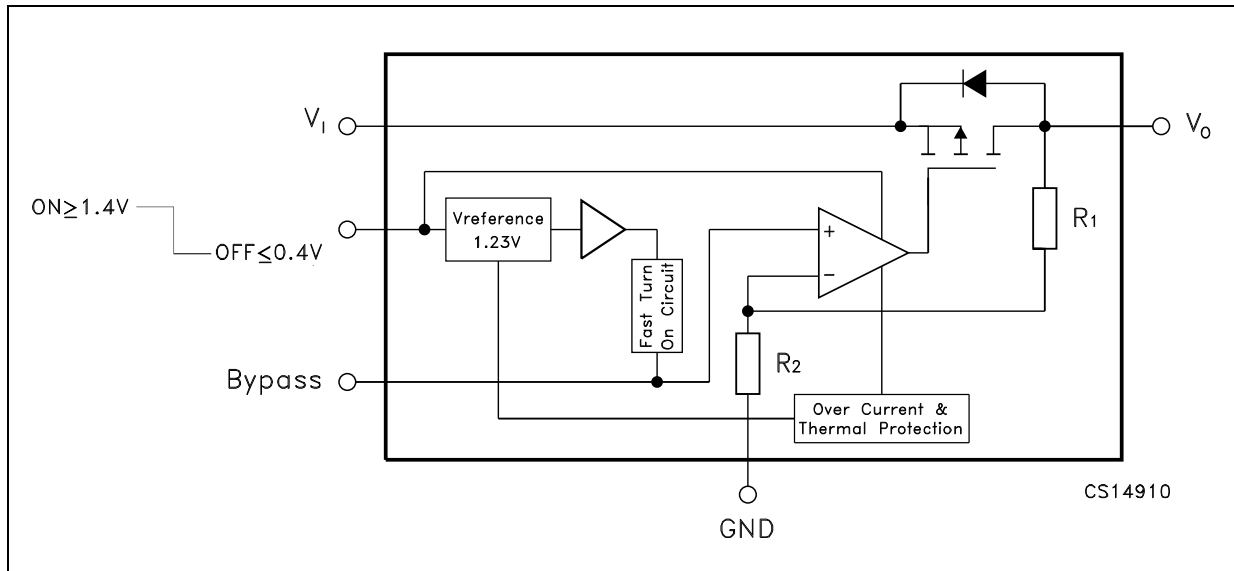 V_I
V_O
ON≥1.4V
OFF≤0.4V
Vreference
1.23V
Fast Turn
On Circuit
+
−
R1
R2
Bypass
Over Current &
Thermal Protection
CS14910
GND